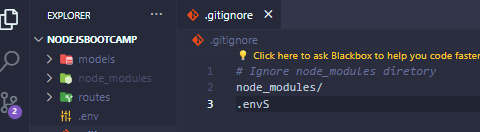 EXPLORER
NODEJSBOOTCAMP
models
node_modules
routes
.env
.gitignore
.gitignore
Click here to ask Blackbox to help you code faster
1 # Ignore node_modules diretory
2 node_modules/
3 .envS
2